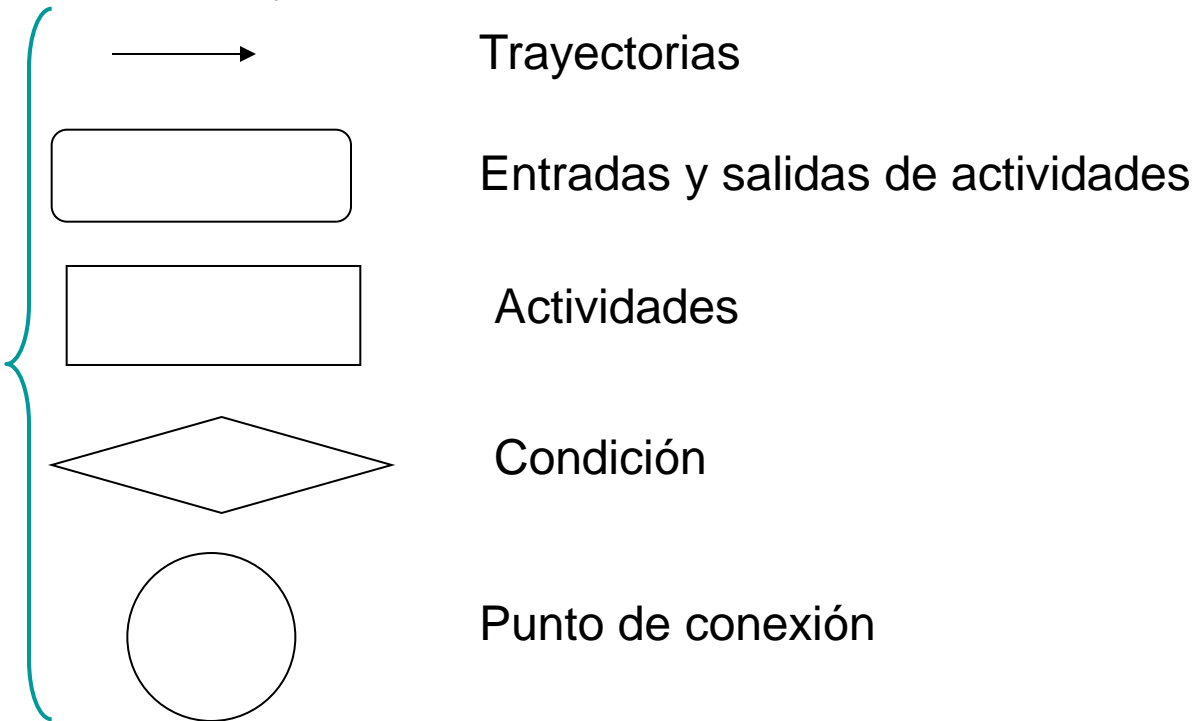 Trayectorias
Entradas y salidas de actividades
Actividades
Condición
Punto de conexión